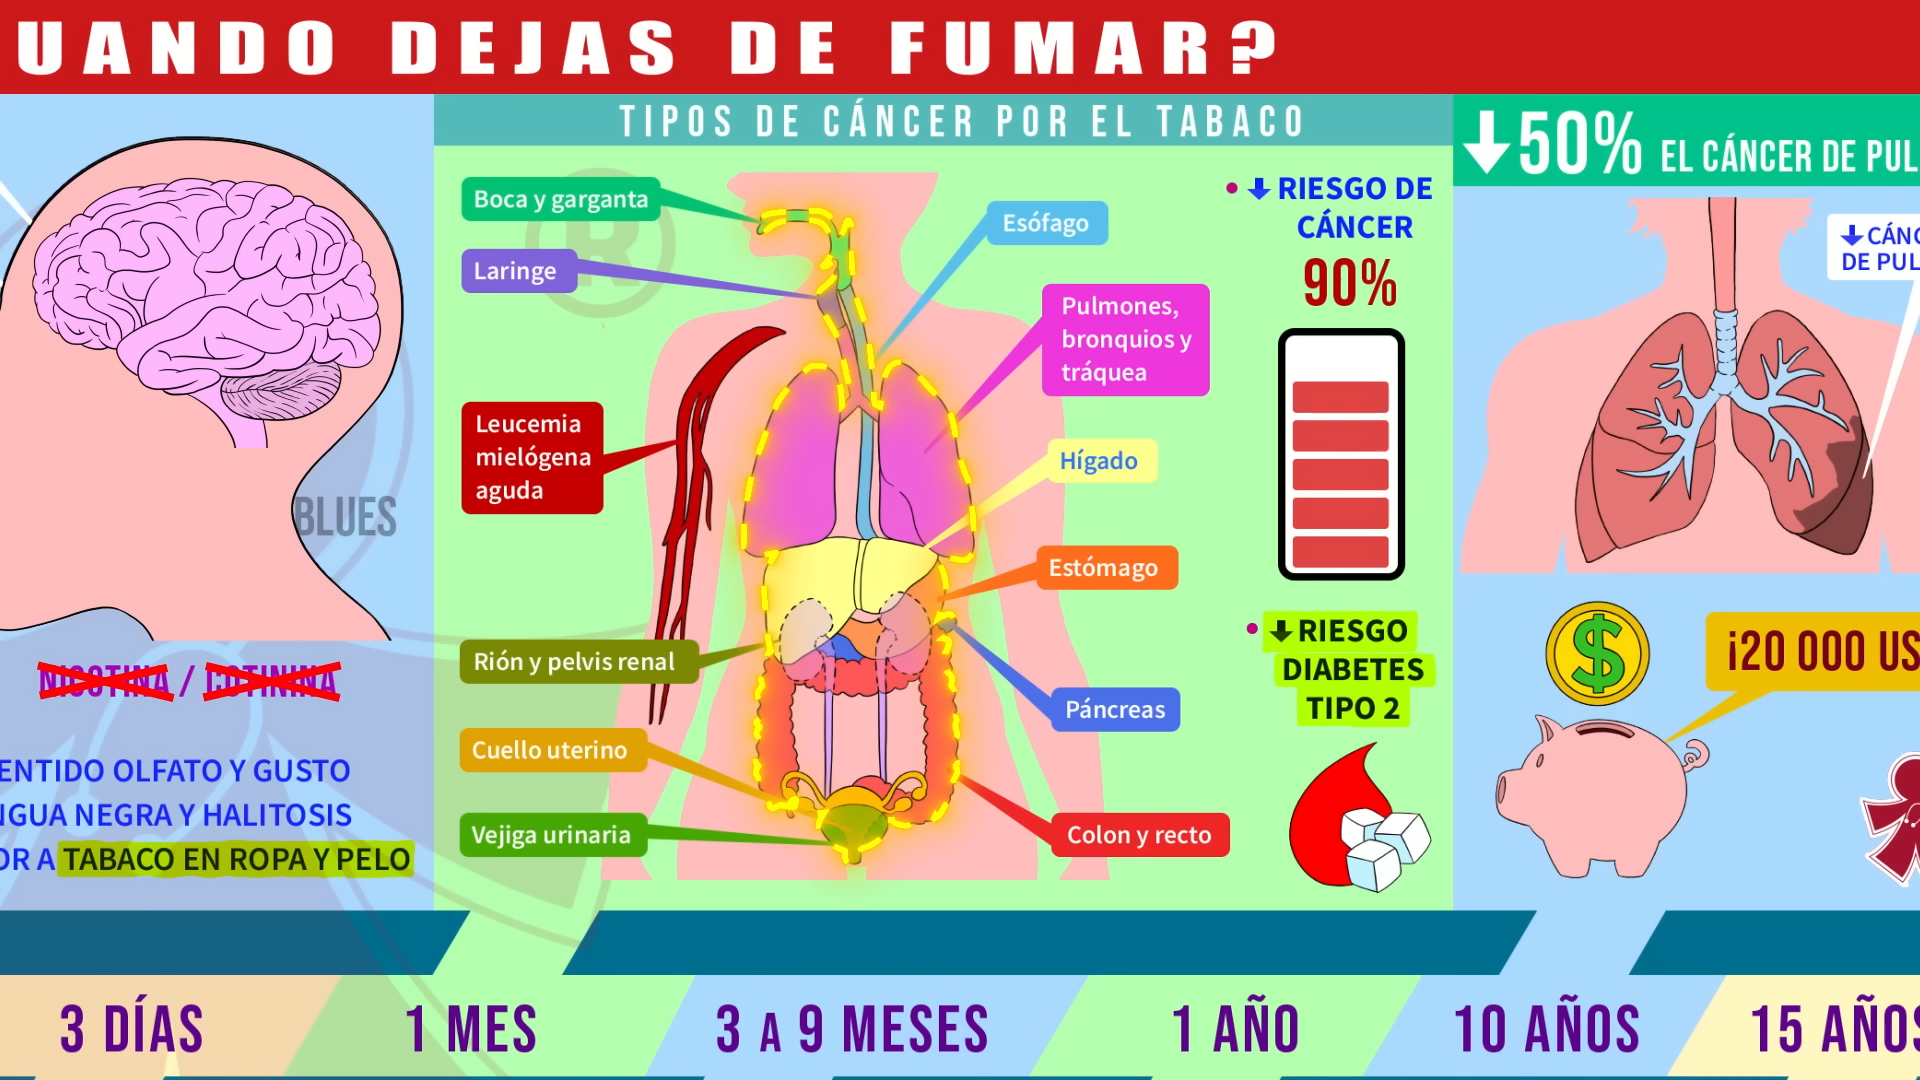 UANDO DEJAS DE FUMAR?
TIPOS DE CÁNCER POR EL TABACO
50% EL CÁNCER DE PUL
Boca y garganta
Laringe
Leucemia
mielógena
aguda
Rión y pelvis renal
Cuello uterino
Vejiga urinaria
Esófago
Pulmones,
bronquios y
tráquea
Hígado
Estómago
Páncreas
Colon y recto
• RIESGO DE
CÁNCER
90%
• RIESGO
DIABETES
TIPO 2
CÁNC
DE PUL
¡20 000 US
BLUES
®
NICOTINA / COTININA
ENTIDO OLFATO Y GUSTO
NGUA NEGRA Y HALITOSIS
OR A TABACO EN ROPA Y PELO
$
3 DÍAS
1 MES
3 A 9 MESES
1 AÑO
10 AÑOS
15 AÑOS